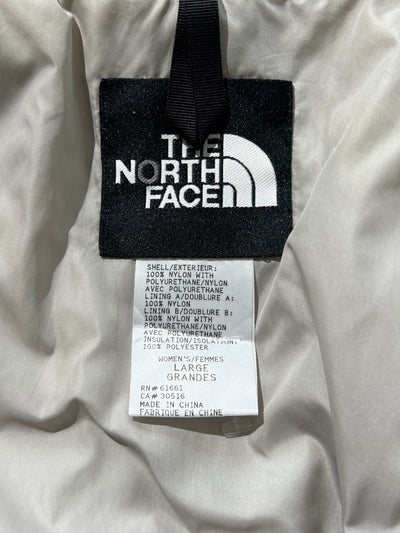 THE
NORTH
FACE
SHELL/EXTERIEUR:
100% NYLON WITH
POLYURETHANE/NYLON
AVEC POLYURETHANE
LINING A/DOUBLURE A:
100% NYLON
LINING B/DOUBLURE B:
100% NYLON WITH
POLYURETHANE/NYLON
AVEC POLYURETHANE
INSULATION/ISOLATION:
100% POLYESTER
WOMEN'S/FEMMES
LARGE
GRANDES
RN# 61661
CA# 30516
MADE IN CHINA
FABRIQUE EN CHINE